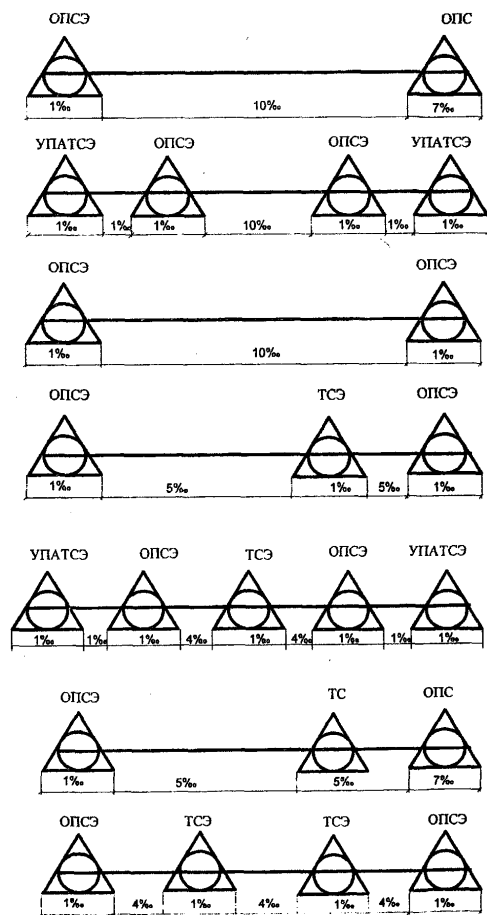 ОПСЭ ОПС
1‰ 10‰ 7‰
УПАТСЭ ОПСЭ ОПСЭ УПАТСЭ
1‰ 1‰ 1‰ 10‰ 1‰ 1‰ 1‰
ОПСЭ ОПСЭ
1‰ 10‰ 1‰
ОПСЭ ТСЭ ОПСЭ
1‰ 5‰ 1‰ 5‰ 1‰
УПАТСЭ ОПСЭ ТСЭ ОПСЭ УПАТСЭ
1‰ 1‰ 1‰ 4‰ 1‰ 4‰ 1‰ 1‰ 1‰
ОПСЭ ТС ОПС
1‰ 5‰ 5‰ 7‰
ОПСЭ ТСЭ ТСЭ ОПСЭ
1‰ 4‰ 1‰ 4‰ 1‰ 4‰ 1‰